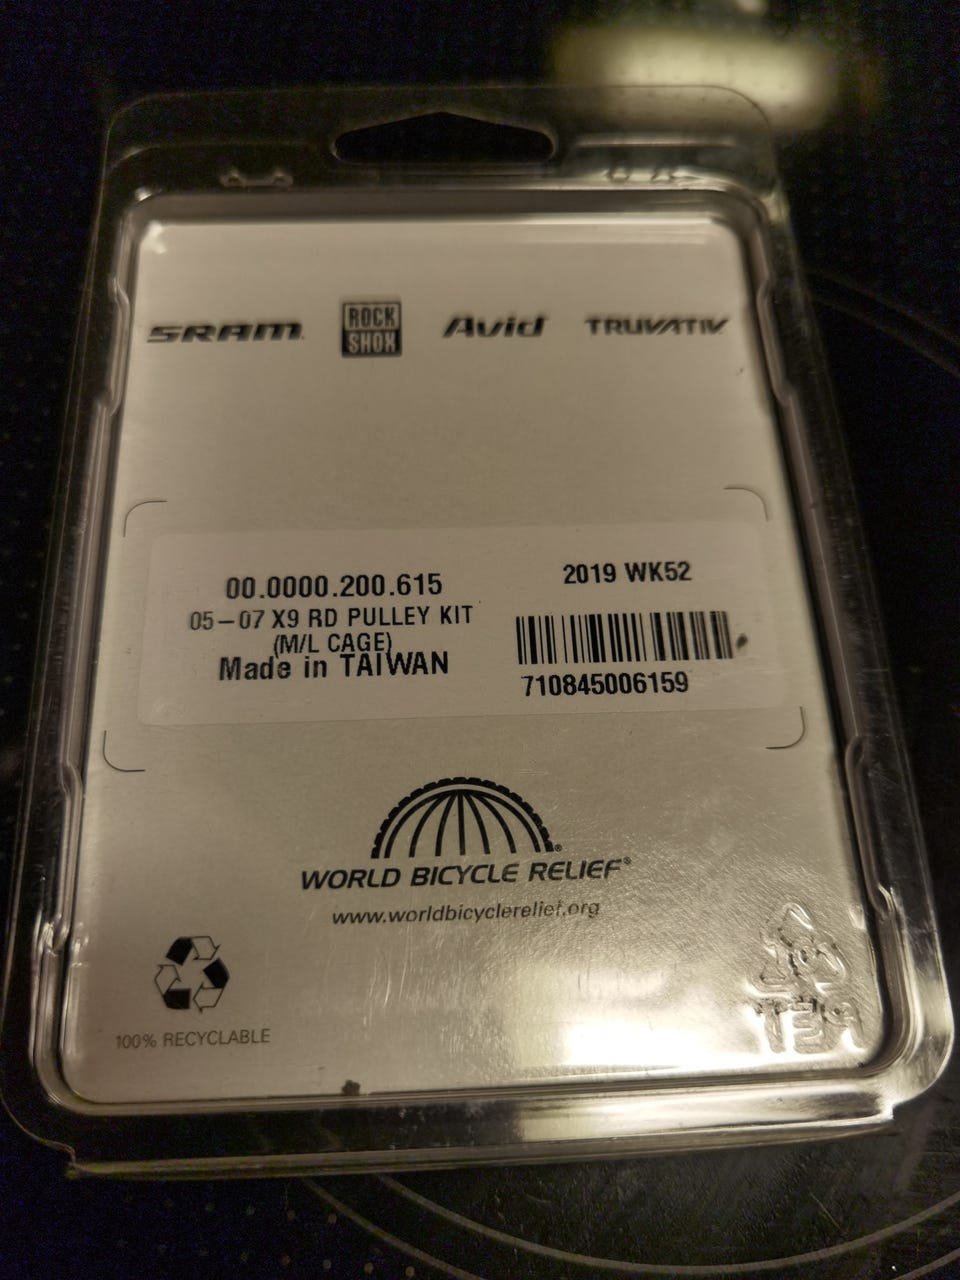 SRAM.
ROCK
SHOX
Avid
TRUVATIV
00.0000.200.615
05-07 X9 RD PULLEY KIT
(M/L CAGE)
Made in TAIWAN
2019 WK52
710845006159
WORLD BICYCLE RELIEF®
www.worldbicyclerelief.org
100% RECYCLABLE
PET